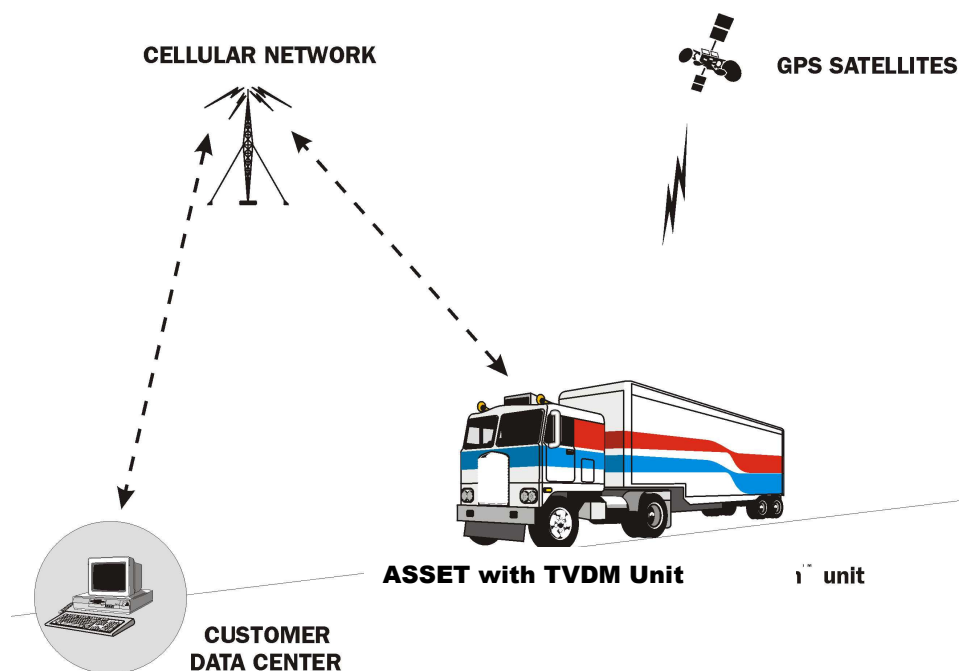 CELLULAR NETWORK
GPS SATELLITES
ASSET with TVDM Unit
unit
CUSTOMER
DATA CENTER